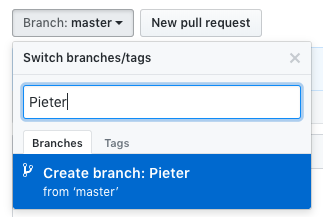 Branch: master New pull request
Switch branches/tags
Pieter
Branches Tags
Create branch: Pieter
from ‘master’